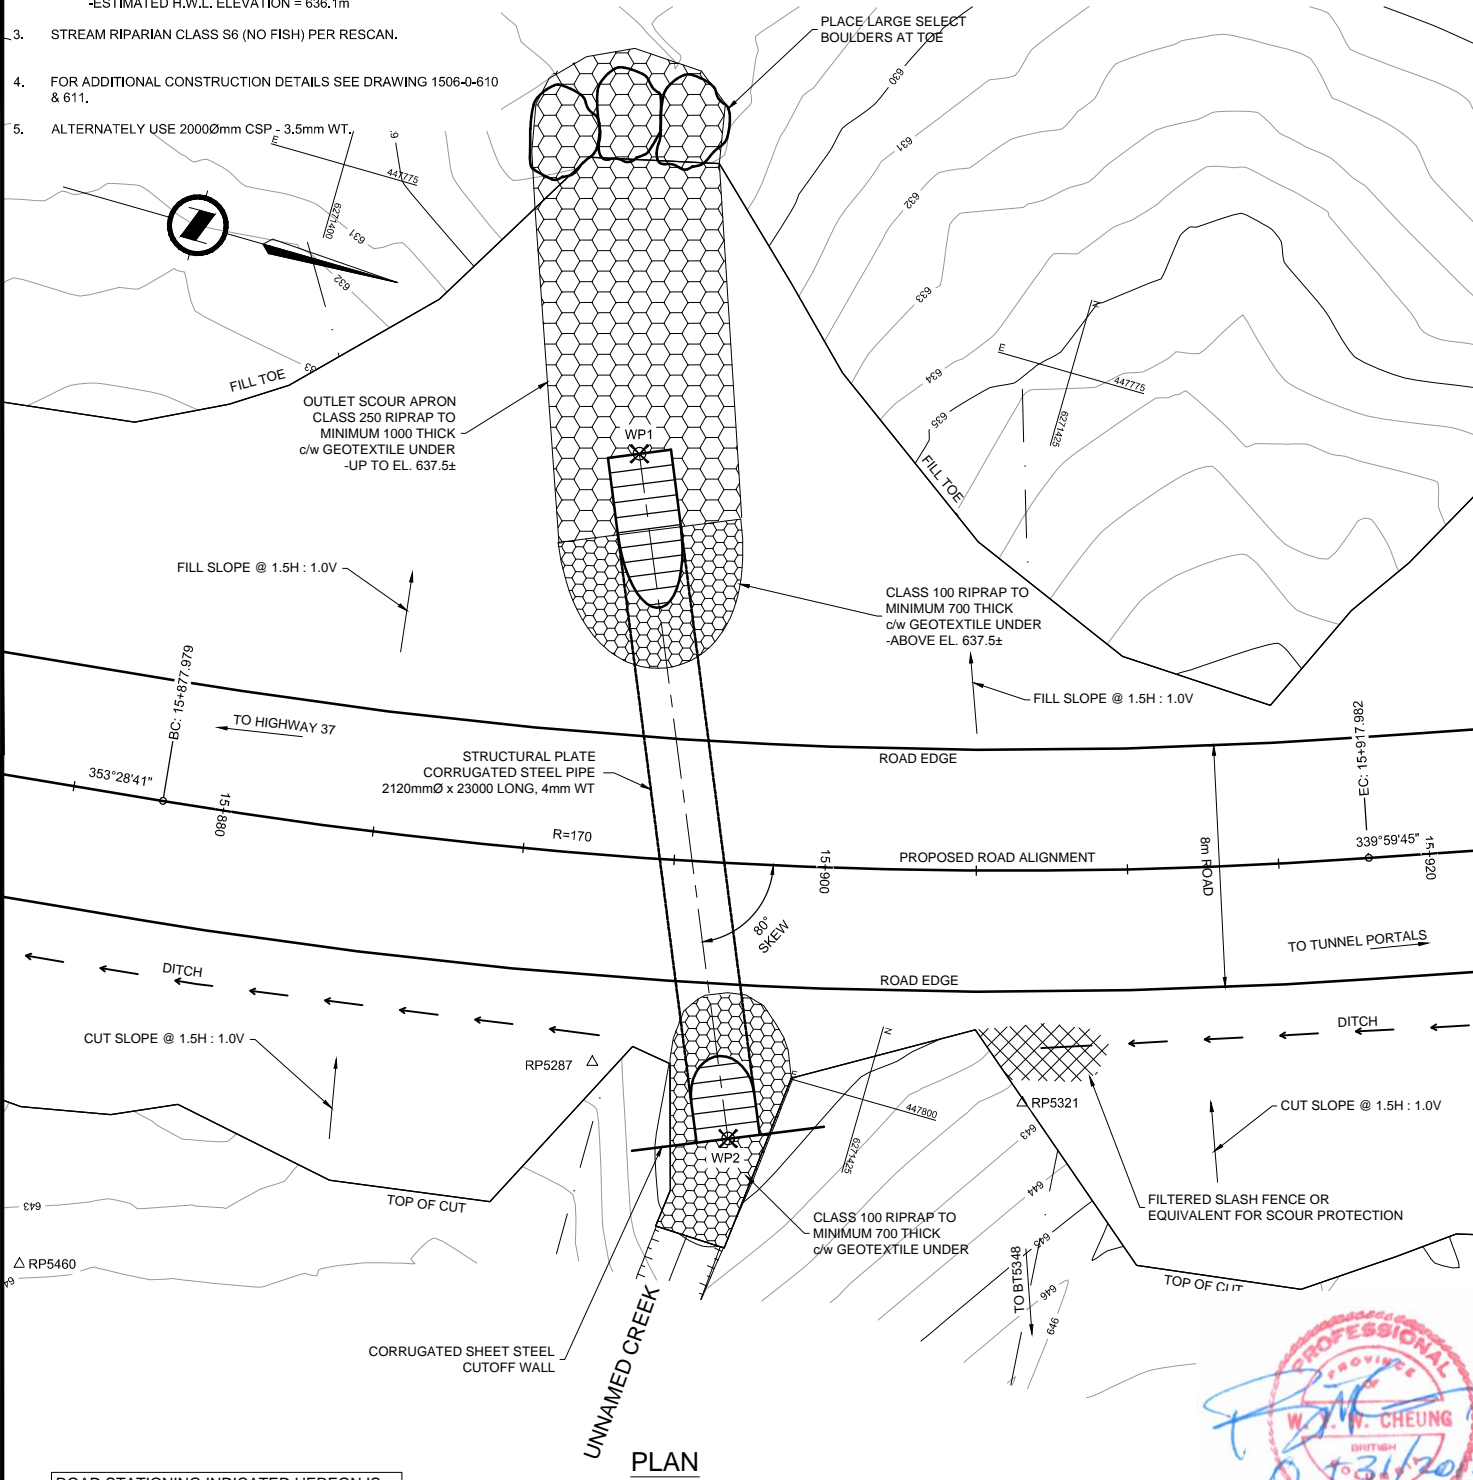 -ESTIMATED H.W.L. ELEVATION = 636.1m
3. STREAM RIPARIAN CLASS S6 (NO FISH) PER RESCAN.
4. FOR ADDITIONAL CONSTRUCTION DETAILS SEE DRAWING 1506-0-610
& 611.
5. ALTERNATELY USE 2000Ømm CSP - 3.5mm WT.
PLACE LARGE SELECT
BOULDERS AT TOE
630
631
632
633
634
635
E
447775
6271400
631
632
FILL TOE
OUTLET SCOUR APRON
CLASS 250 RIPRAP TO
MINIMUM 1000 THICK
c/w GEOTEXTILE UNDER
-UP TO EL. 637.5±
WP1
E
N
447775
6271425
FILL TOE
FILL SLOPE @ 1.5H : 1.0V
CLASS 100 RIPRAP TO
MINIMUM 700 THICK
c/w GEOTEXTILE UNDER
-ABOVE EL. 637.5±
FILL SLOPE @ 1.5H : 1.0V
BC: 15+877.979
TO HIGHWAY 37
353°28'41"
15+880
STRUCTURAL PLATE
CORRUGATED STEEL PIPE
2120mmØ x 23000 LONG, 4mm WT
ROAD EDGE
R=170
15+900
PROPOSED ROAD ALIGNMENT
8m ROAD
EC: 15+917.982
339°59'45"
15+920
80°
SKEW
TO TUNNEL PORTALS
DITCH
ROAD EDGE
DITCH
CUT SLOPE @ 1.5H : 1.0V
RP5287
N
E
447800
6271425
RP5321
643
CUT SLOPE @ 1.5H : 1.0V
WP2
TOP OF CUT
643
RP5460
644
645
646
646
TO BT5348
CLASS 100 RIPRAP TO
MINIMUM 700 THICK
c/w GEOTEXTILE UNDER
FILTERED SLASH FENCE OR
EQUIVALENT FOR SCOUR PROTECTION
TOP OF CUT
CORRUGATED SHEET STEEL
CUTOFF WALL
UNNAMED CREEK
PLAN
PROFESSIONAL
PROVINCE
OF
W. Y. W. CHEUNG
BRITISH
ROAD STATIONING INDICATED HEREON IS